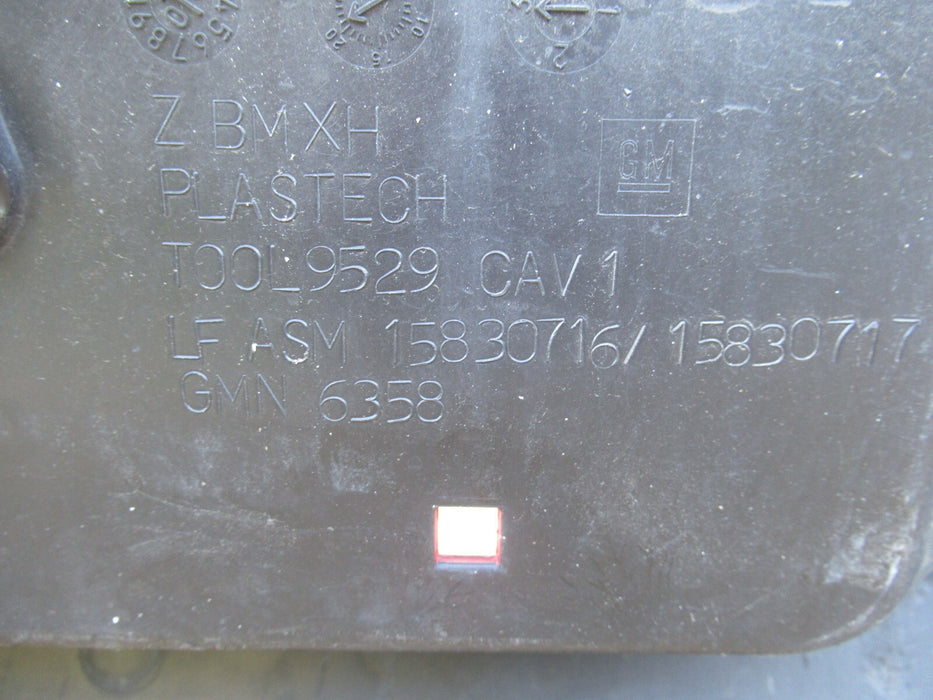 Z BMXH
GM
PLASTECH
TOOL9529 CAV 1
LF ASM 15830716/15830717
GMN 6358